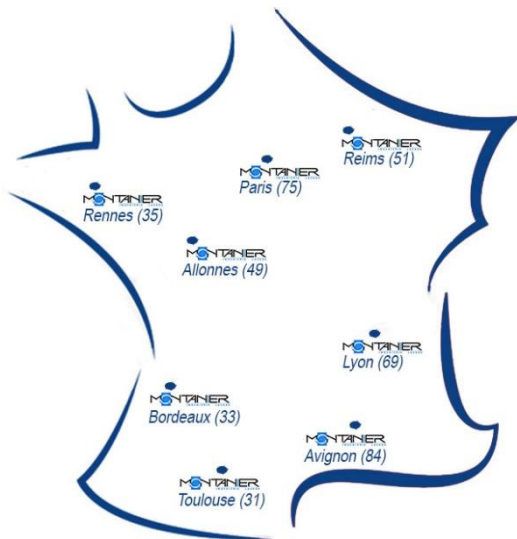 MONTANIER
Reims (51)
MONTANIER
Paris (75)
MONTANIER
Rennes (35)
MONTANIER
Allonnes (49)
MONTANIER
Lyon (69)
MONTANIER
Bordeaux (33)
MONTANIER
Avignon (84)
MONTANIER
Toulouse (31)